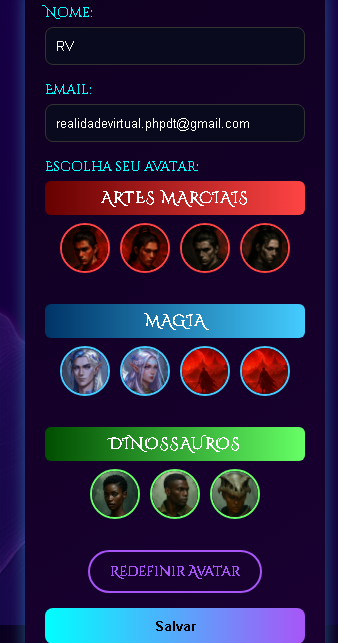 Nome:
RV
Email:
realidadevirtual.phpdt@gmail.com
Escolha seu avatar:
ARTES MARCIAIS
MAGIA
DINOSSAUROS
Redefinir Avatar
Salvar